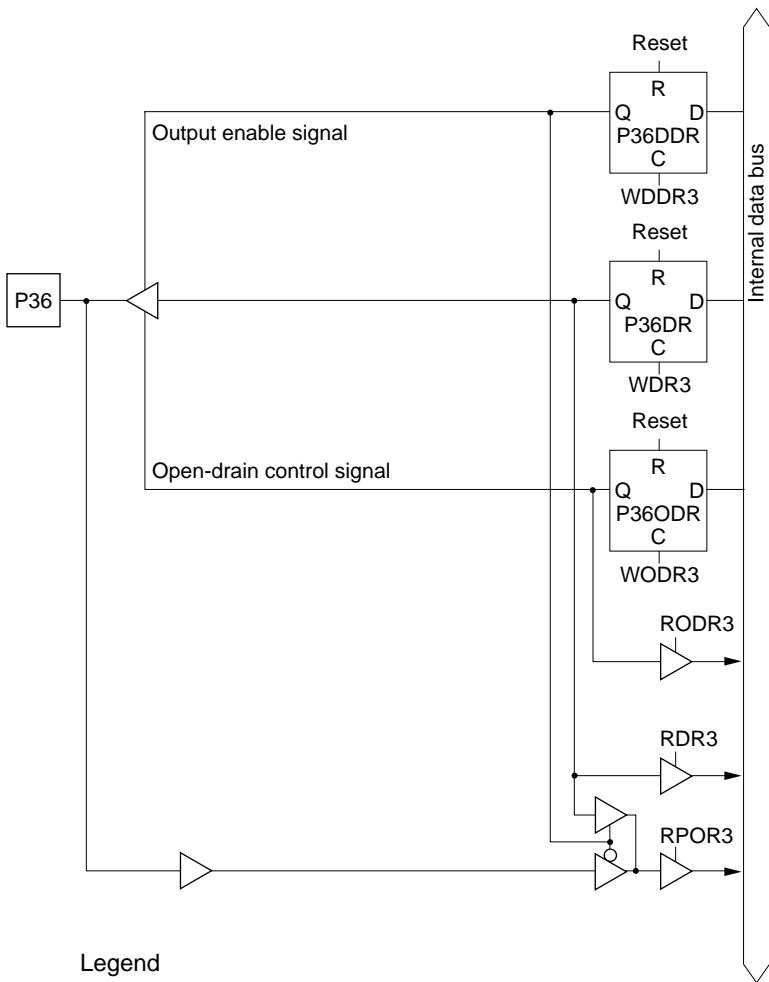 Reset
R
Q D
P36DDR
C
WDDR3
Output enable signal
Internal data bus
Reset
R
P36
Q D
P36DR
C
WDR3
Reset
R
Open-drain control signal
Q D
P36ODR
C
WODR3
RODR3
RDR3
RPOR3
Legend